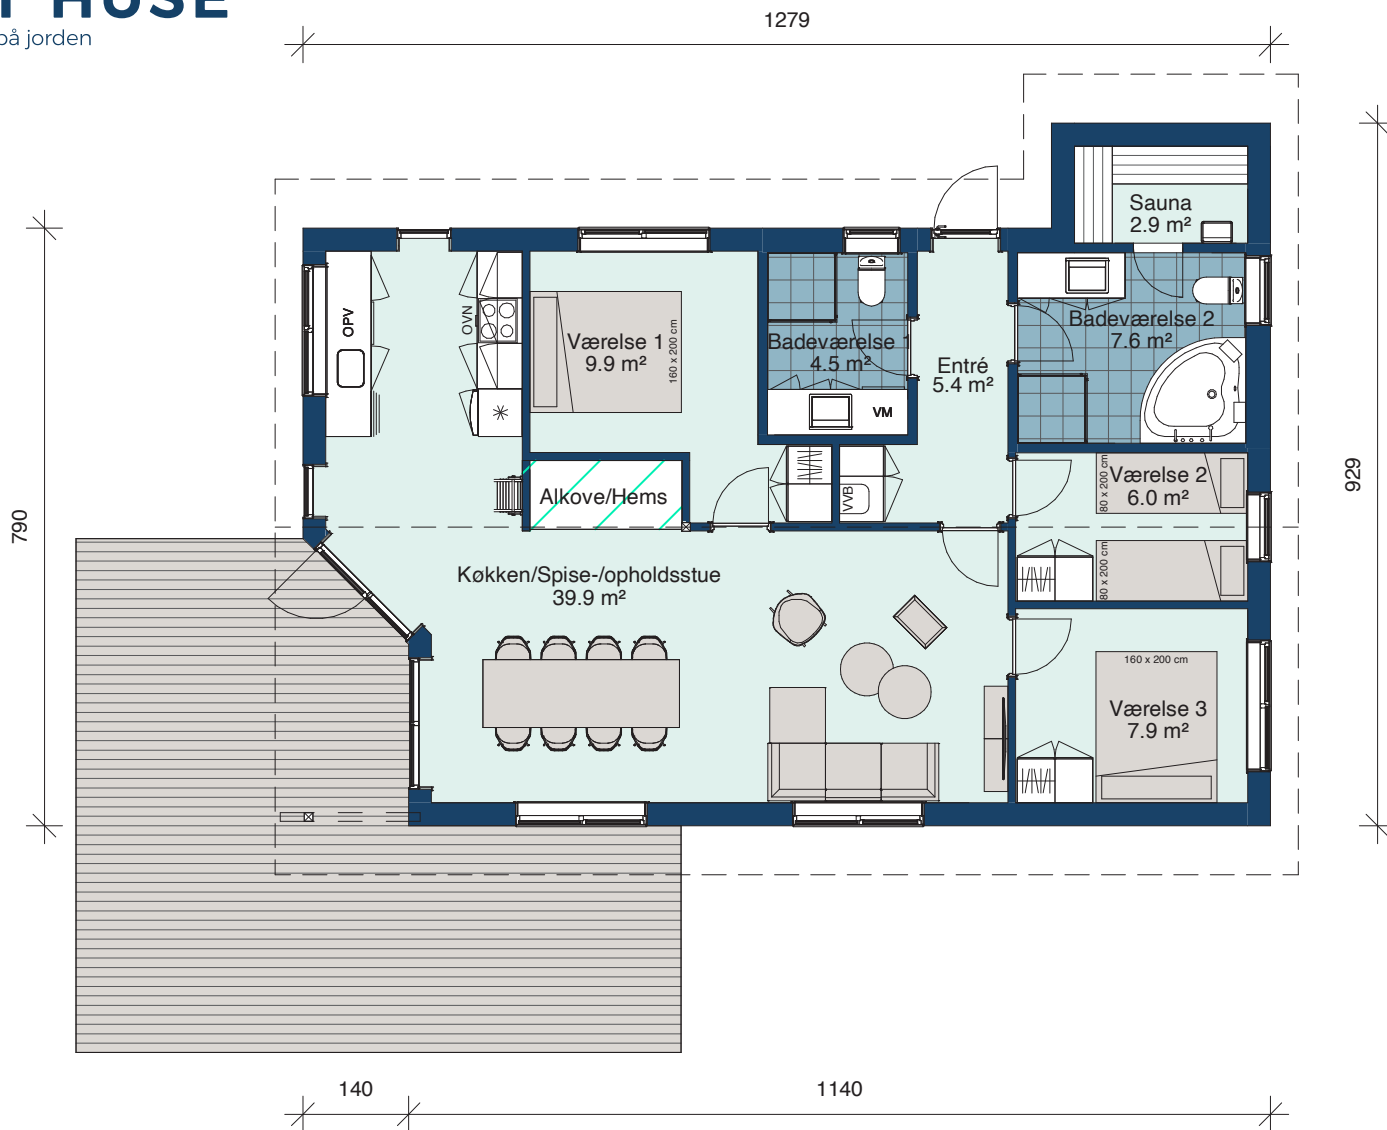 HUSE
på jorden
1279
Sauna
2.9 m²
OPV
OVN
Værelse 1
9.9 m²
160 x 200 cm
Badeværelse 1
4.5 m²
VM
Entré
5.4 m²
Badeværelse 2
7.6 m²
Alkove/Hems
VVB
80 x 200 cm
Værelse 2
6.0 m²
80 x 200 cm
929
790
Køkken/Spise-/opholdsstue
39.9 m²
160 x 200 cm
Værelse 3
7.9 m²
140
1140